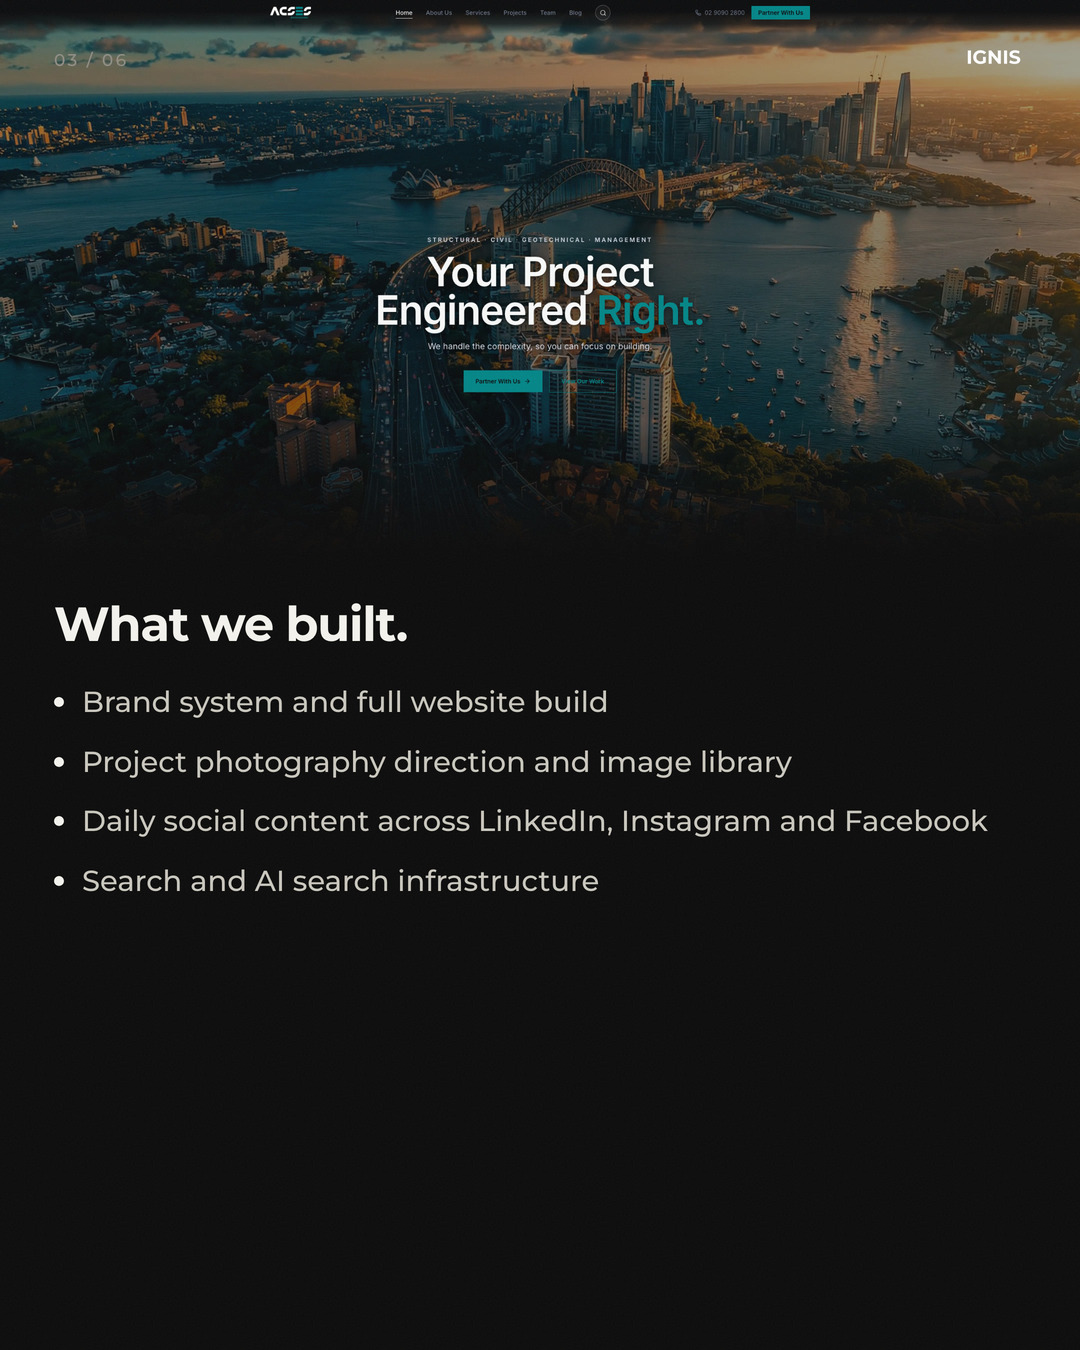 ACSES
Home About Us Services Projects Team Blog
02 9090 2800
Partner With Us
03 / 06
IGNIS
STRUCTURAL · CIVIL · GEOTECHNICAL · MANAGEMENT
Your Project
Engineered Right.
We handle the complexity, so you can focus on building.
Partner With Us →
View Our Work
What we built.
• Brand system and full website build
• Project photography direction and image library
• Daily social content across LinkedIn, Instagram and Facebook
• Search and AI search infrastructure